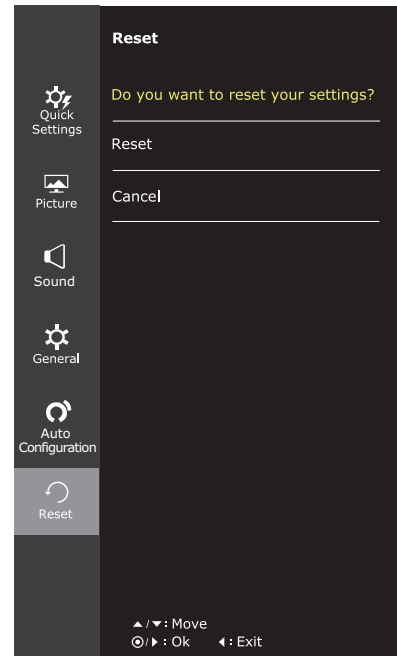 Reset
Do you want to reset your settings?
Reset
Cancel
Quick
Settings
Picture
Sound
General
Auto
Configuration
Reset
▲/▼: Move
◉/▶: Ok ◀: Exit